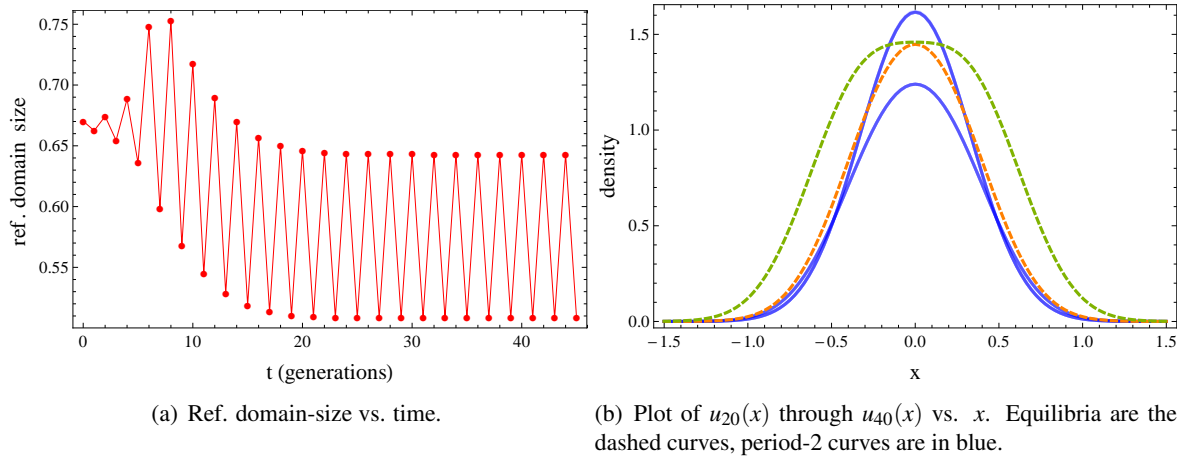 0.75
0.70
0.65
0.60
0.55
ref. domain size
0 10 20 30 40
t (generations)
(a) Ref. domain-size vs. time.
1.5
1.0
0.5
0.0
density
−1.5 −1.0 −0.5 0.0 0.5 1.0 1.5
x
(b) Plot of u₂₀(x) through u₄₀(x) vs. x. Equilibria are the
dashed curves, period-2 curves are in blue.